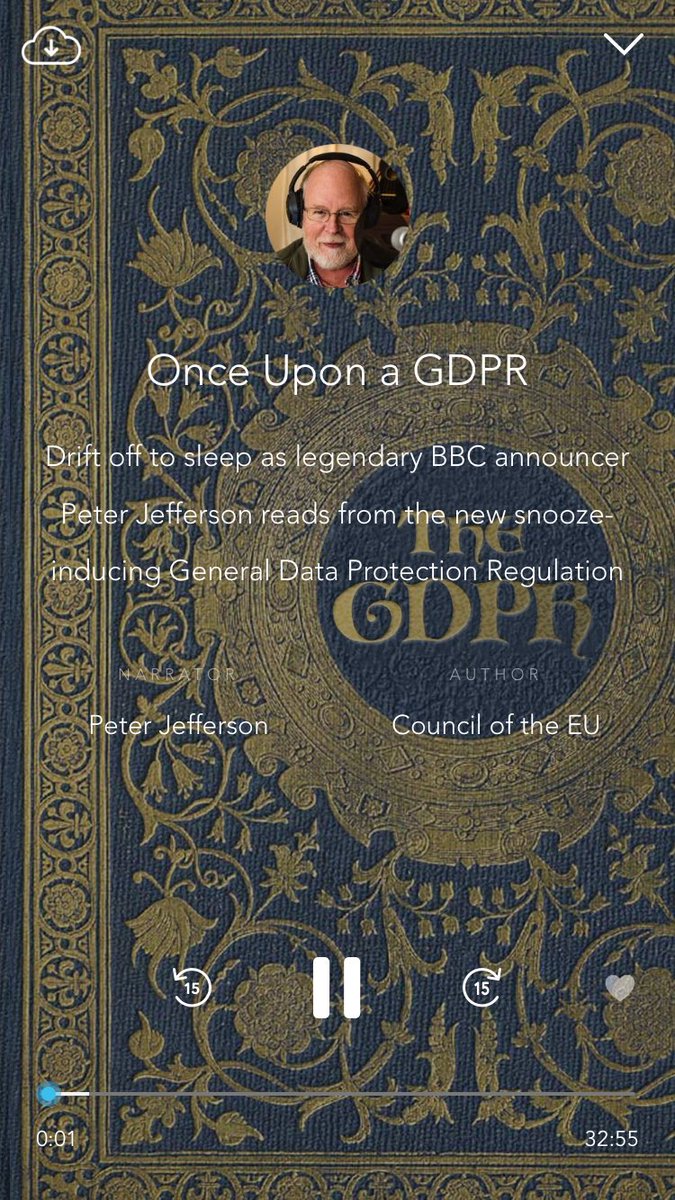 Once Upon a GDPR
Drift off to sleep as legendary BBC announcer
Peter Jefferson reads from the new snooze-
inducing General Data Protection Regulation
The
GDPR
NARRATOR
AUTHOR
Peter Jefferson
Council of the EU
15
15
0:01
32:55